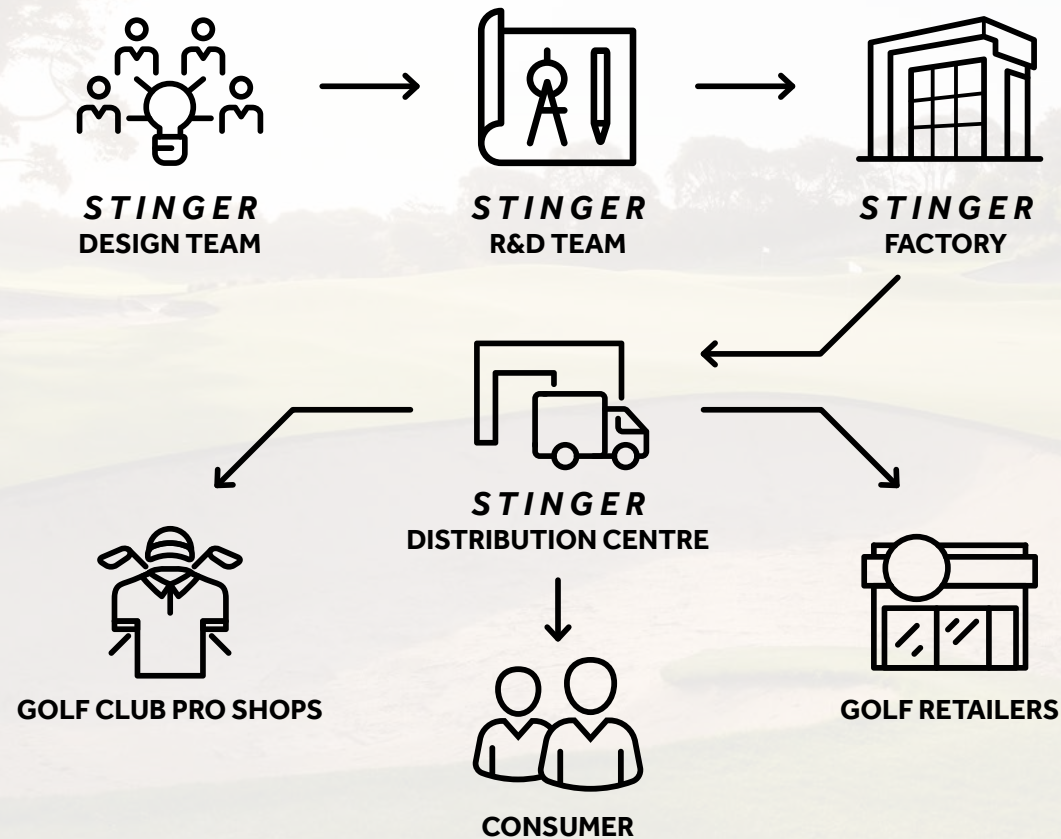 STINGER
DESIGN TEAM
STINGER
R&D TEAM
STINGER
FACTORY
STINGER
DISTRIBUTION CENTRE
GOLF CLUB PRO SHOPS
GOLF RETAILERS
CONSUMER